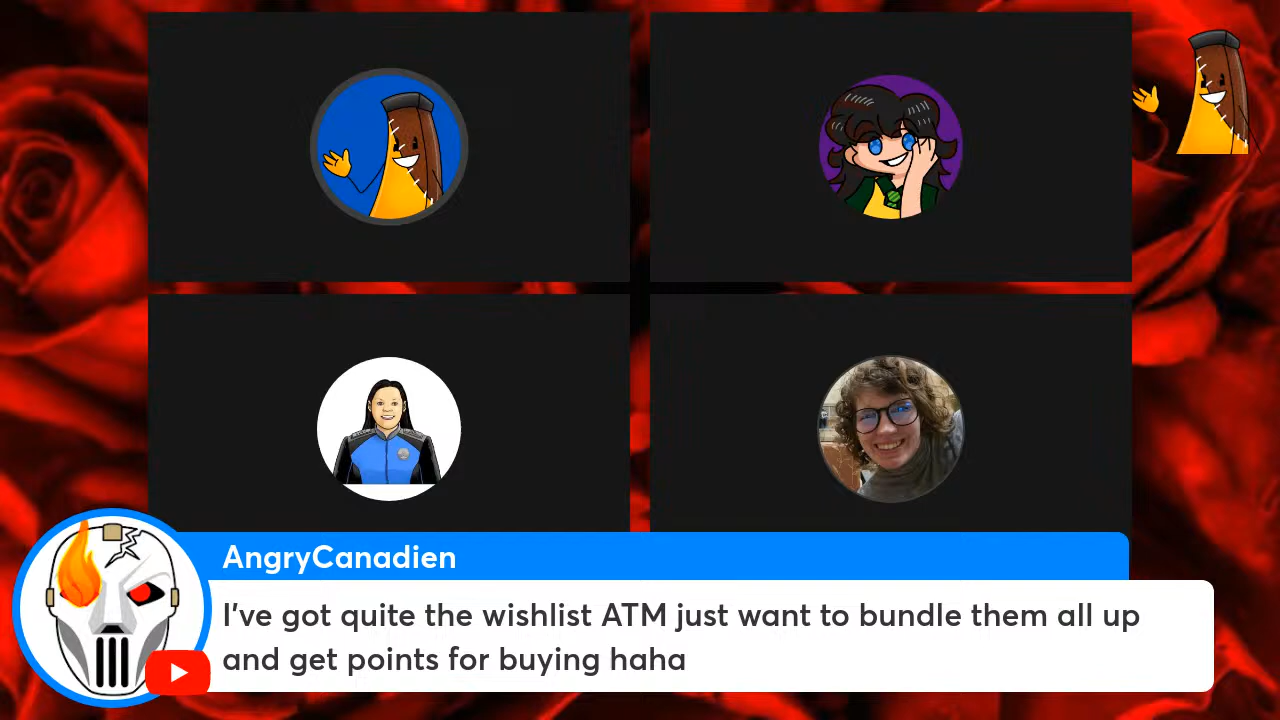 AngryCanadien
I've got quite the wishlist ATM just want to bundle them all up
and get points for buying haha